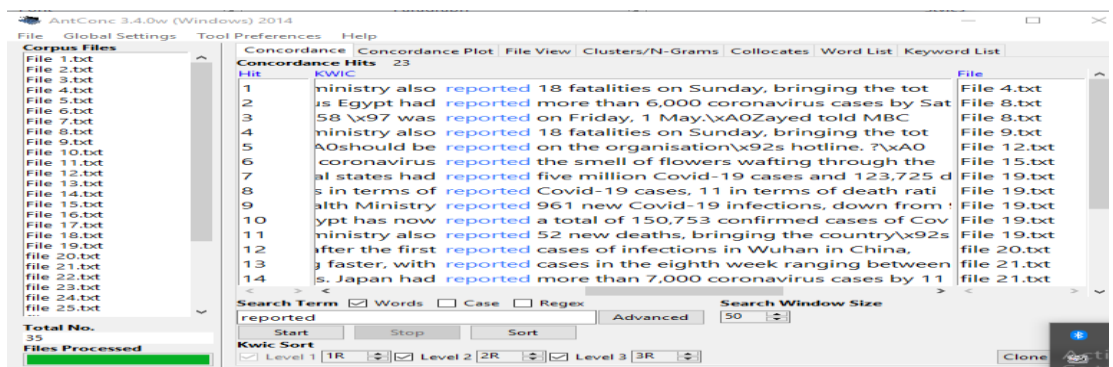 AntConc 3.4.0w (Windows) 2014
File Global Settings Tool Preferences Help
Corpus Files
File 1.txt
File 2.txt
File 3.txt
File 4.txt
File 5.txt
File 6.txt
File 7.txt
File 8.txt
File 9.txt
File 10.txt
File 11.txt
File 12.txt
File 13.txt
File 14.txt
File 15.txt
File 16.txt
File 17.txt
File 18.txt
File 19.txt
file 20.txt
file 21.txt
file 22.txt
file 23.txt
file 24.txt
file 25.txt
Total No.
35
Files Processed
Concordance Concordance Plot File View Clusters/N-Grams Collocates Word List Keyword List
Concordance Hits 23
Hit KWIC File
1 ministry also reported 18 fatalities on Sunday, bringing the tot File 4.txt
2 us Egypt had reported more than 6,000 coronavirus cases by Sat File 8.txt
3 58 \x97 was reported on Friday, 1 May.\xA0Zayed told MBC File 8.txt
4 ministry also reported 18 fatalities on Sunday, bringing the tot File 9.txt
5 A0should be reported on the organisation\x92s hotline. ?\xA0 File 12.txt
6 coronavirus reported the smell of flowers wafting through the File 15.txt
7 al states had reported five million Covid-19 cases and 123,725 d File 19.txt
8 s in terms of reported Covid-19 cases, 11 in terms of death rati File 19.txt
9 alth Ministry reported 961 new Covid-19 infections, down from File 19.txt
10 ypt has now reported a total of 150,753 confirmed cases of Cov File 19.txt
11 ministry also reported 52 new deaths, bringing the country\x92s File 19.txt
12 after the first reported cases of infections in Wuhan in China, file 20.txt
13 g faster, with reported cases in the eighth week ranging between file 21.txt
14 s. Japan had reported more than 7,000 coronavirus cases by 11 file 21.txt
Search Term Words Case Regex Search Window Size
reported Advanced 50
Start Stop Sort
Kwic Sort
Level 1 1R Level 2 2R Level 3 3R Clone